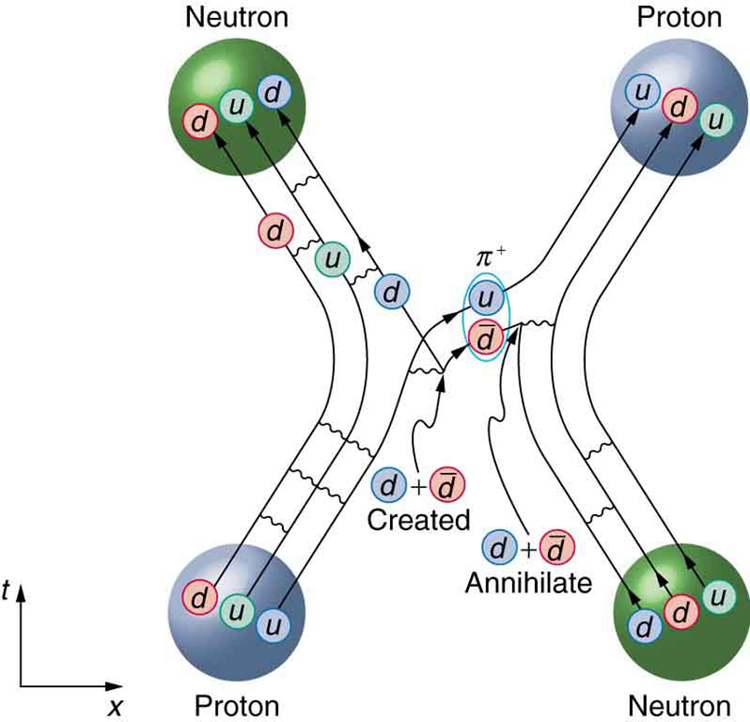 Neutron
Proton
d u d
u d u
d
u
d
π⁺
u
d̅
d + d̅
Created
d + d̅
Annihilate
d u u
d d u
t
x
Proton
Neutron